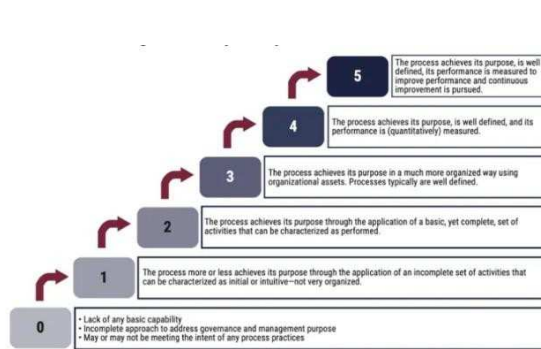 5
The process achieves its purpose, is well
defined, its performance is measured to
improve performance and continuous
improvement is pursued.
4
The process achieves its purpose, is well defined, and its
performance is (quantitatively) measured.
3
The process achieves its purpose in a much more organized way using
organizational assets. Processes typically are well defined.
2
The process achieves its purpose through the application of a basic, yet complete, set of
activities that can be characterized as performed.
1
The process more or less achieves its purpose through the application of an incomplete set of activities that
can be characterized as initial or intuitive—not very organized.
0
• Lack of any basic capability
• Incomplete approach to address governance and management purpose
• May or may not be meeting the intent of any process practices